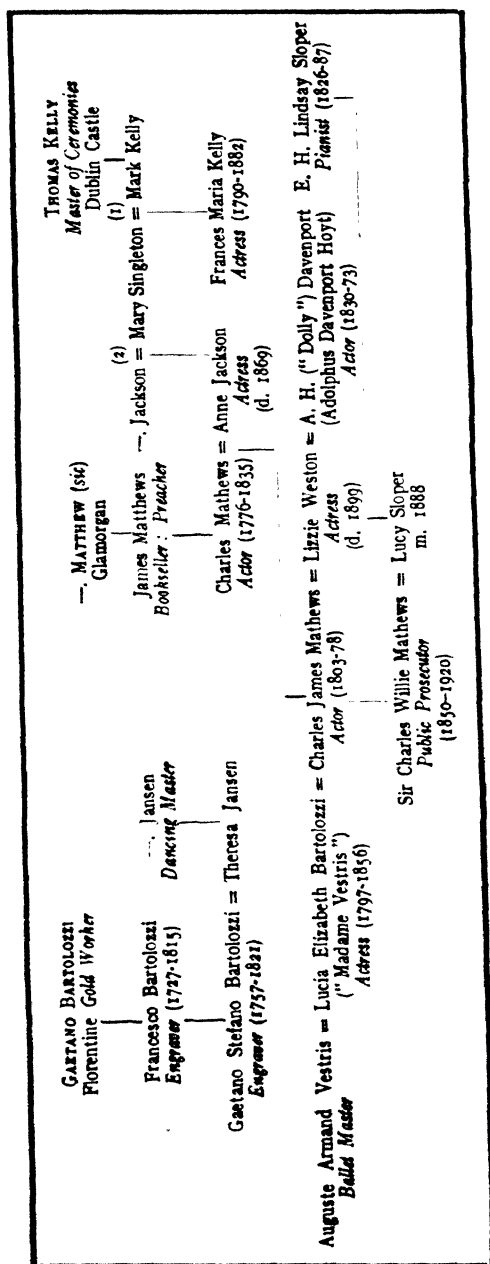 GAETANO BARTOLOZZI
Florentine Gold Worker
Francesco Bartolozzi
Engraver (1727-1815)
—. Jansen
Dancing Master
Gaetano Stefano Bartolozzi = Theresa Jansen
Engraver (1757-1821)
—. MATTHEW (sic)
Glamorgan
James Matthews
Bookseller: Preacher
THOMAS KELLY
Master of Ceremonies
Dublin Castle
(2) (1)
—. Jackson = Mary Singleton = Mark Kelly
Charles Mathews = Anne Jackson
Actor (1776-1835)
Actress
(d. 1869)
Frances Maria Kelly
Actress (1790-1882)
Auguste Armand Vestris = Lucia Elizabeth Bartolozzi = Charles James Mathews = Lizzie Weston = A. H. ("Dolly") Davenport
Ballet Master
("Madame Vestris")
Actress (1797-1856)
Actor (1803-78)
Actress
(d. 1899)
(Adolphus Davenport Hoyt)
Actor (1830-73)
E. H. Lindsay Sloper
Pianist (1826-87)
Sir Charles Willie Mathews = Lucy Sloper
Public Prosecutor
(1850-1920)
m. 1888